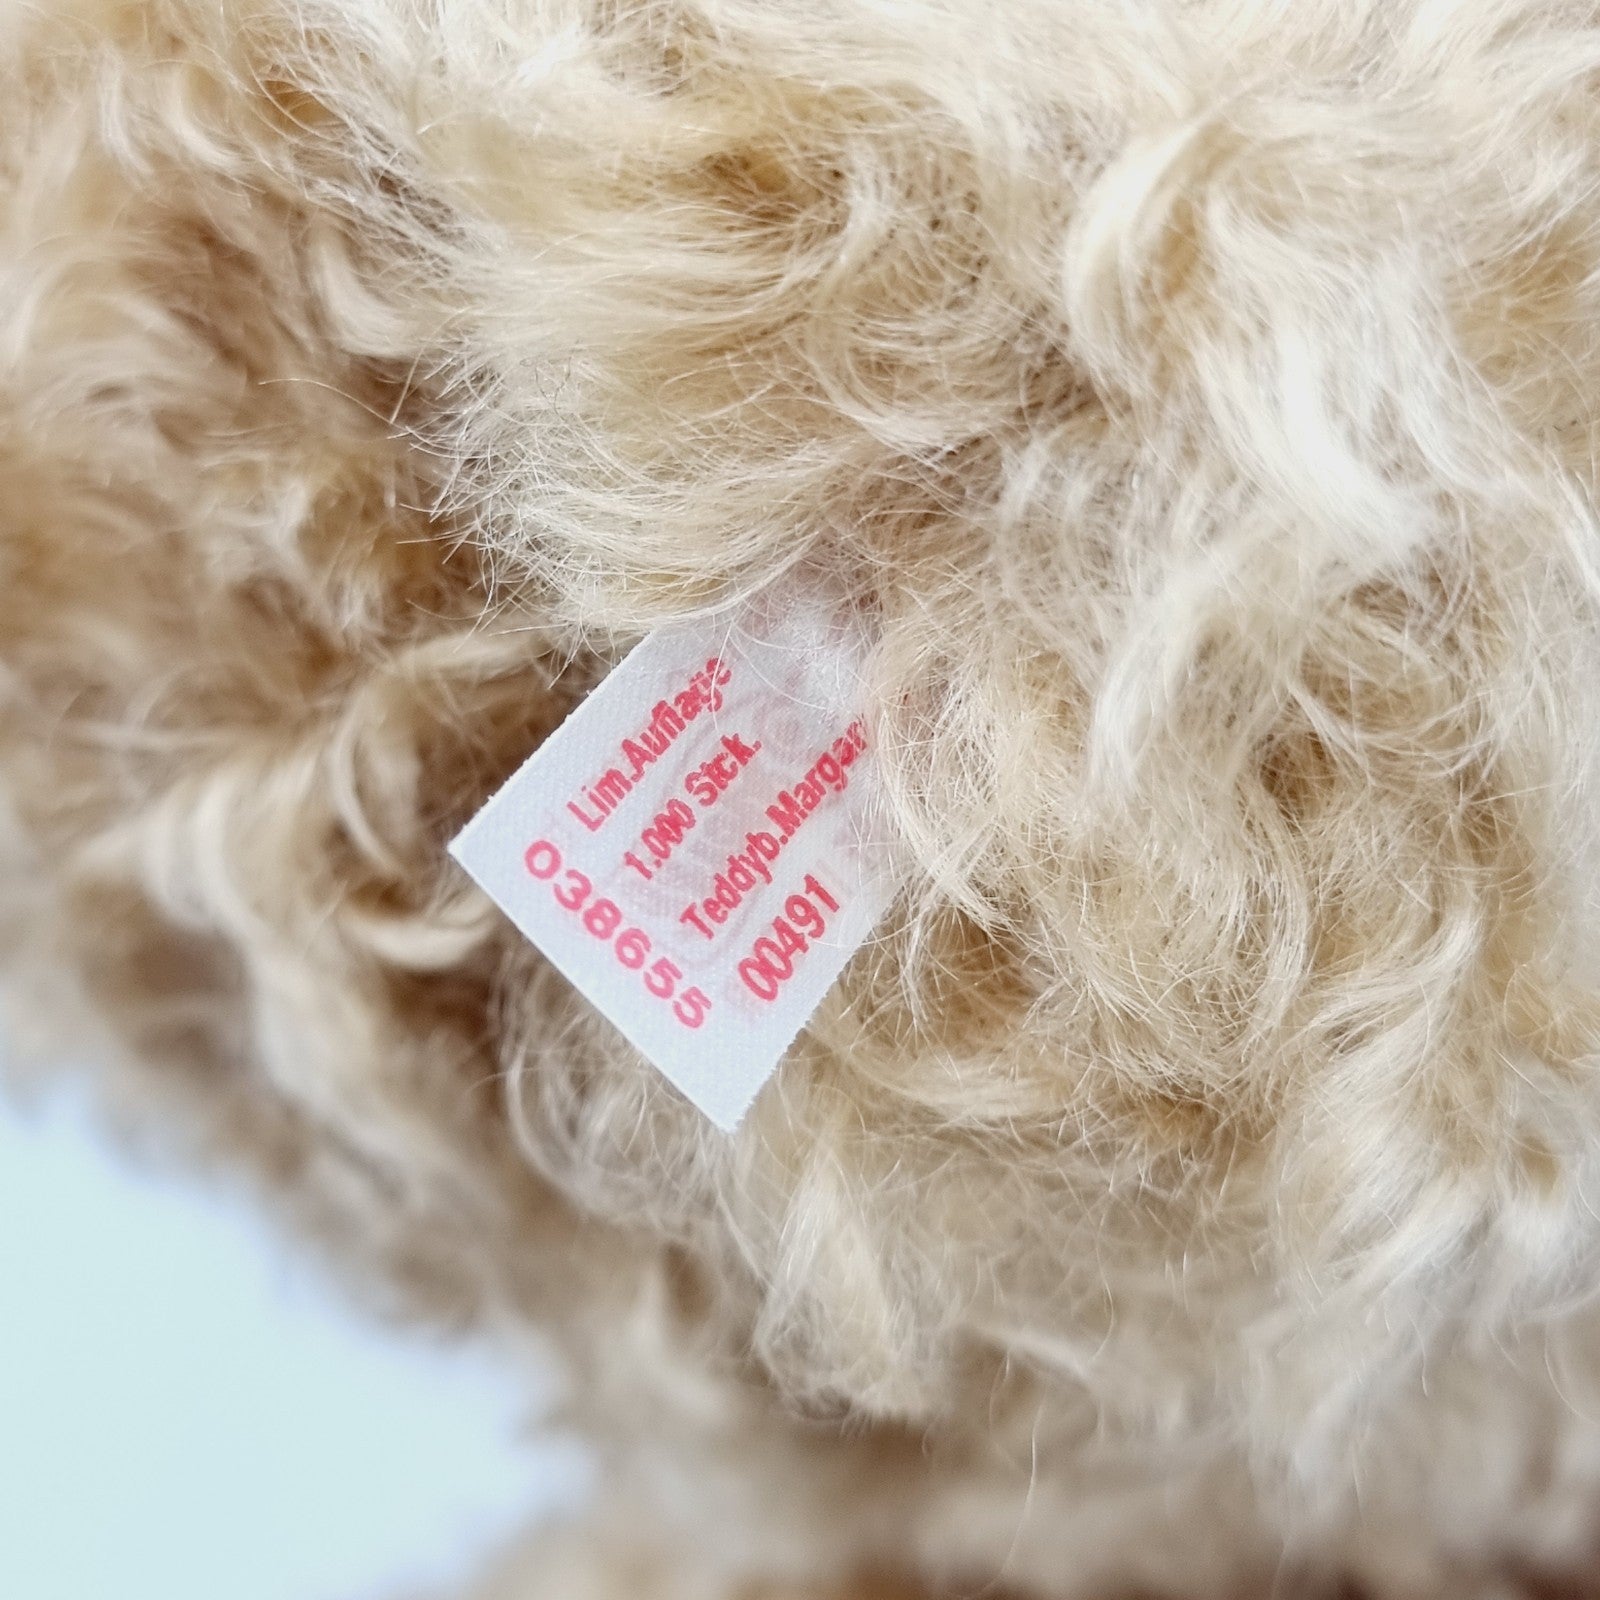 Lim.Auflage
1.000 Stck.
Teddyb.Margar
00491
038655